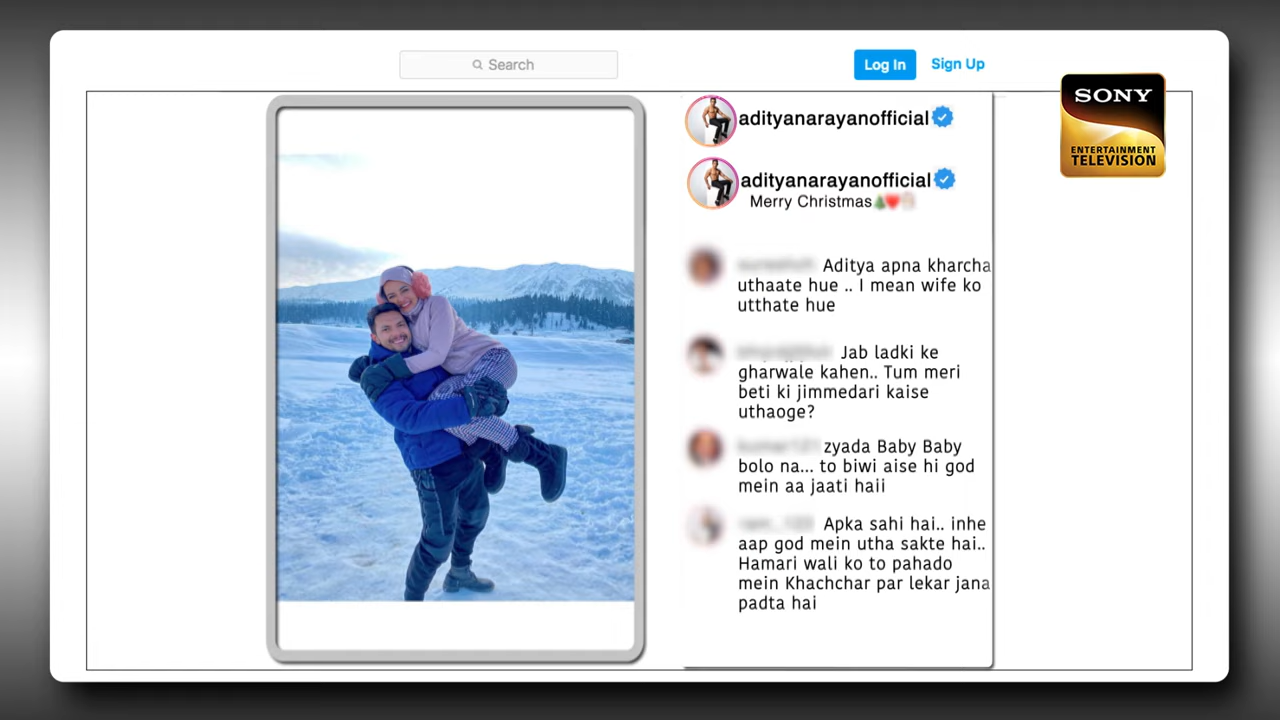 Search
Log In
Sign Up
SONY
ENTERTAINMENT
TELEVISION
adityanarayanofficial
adityanarayanofficial
Merry Christmas🎄❤️
Aditya apna kharcha
uthaate hue .. I mean wife ko
utthate hue
Jab ladki ke
gharwale kahen.. Tum meri
beti ki jimmedari kaise
uthaoge?
zyada Baby Baby
bolo na... to biwi aise hi god
mein aa jaati haii
Apka sahi hai.. inhe
aap god mein utha sakte hai..
Hamari wali ko to pahado
mein Khachchar par lekar jana
padta hai